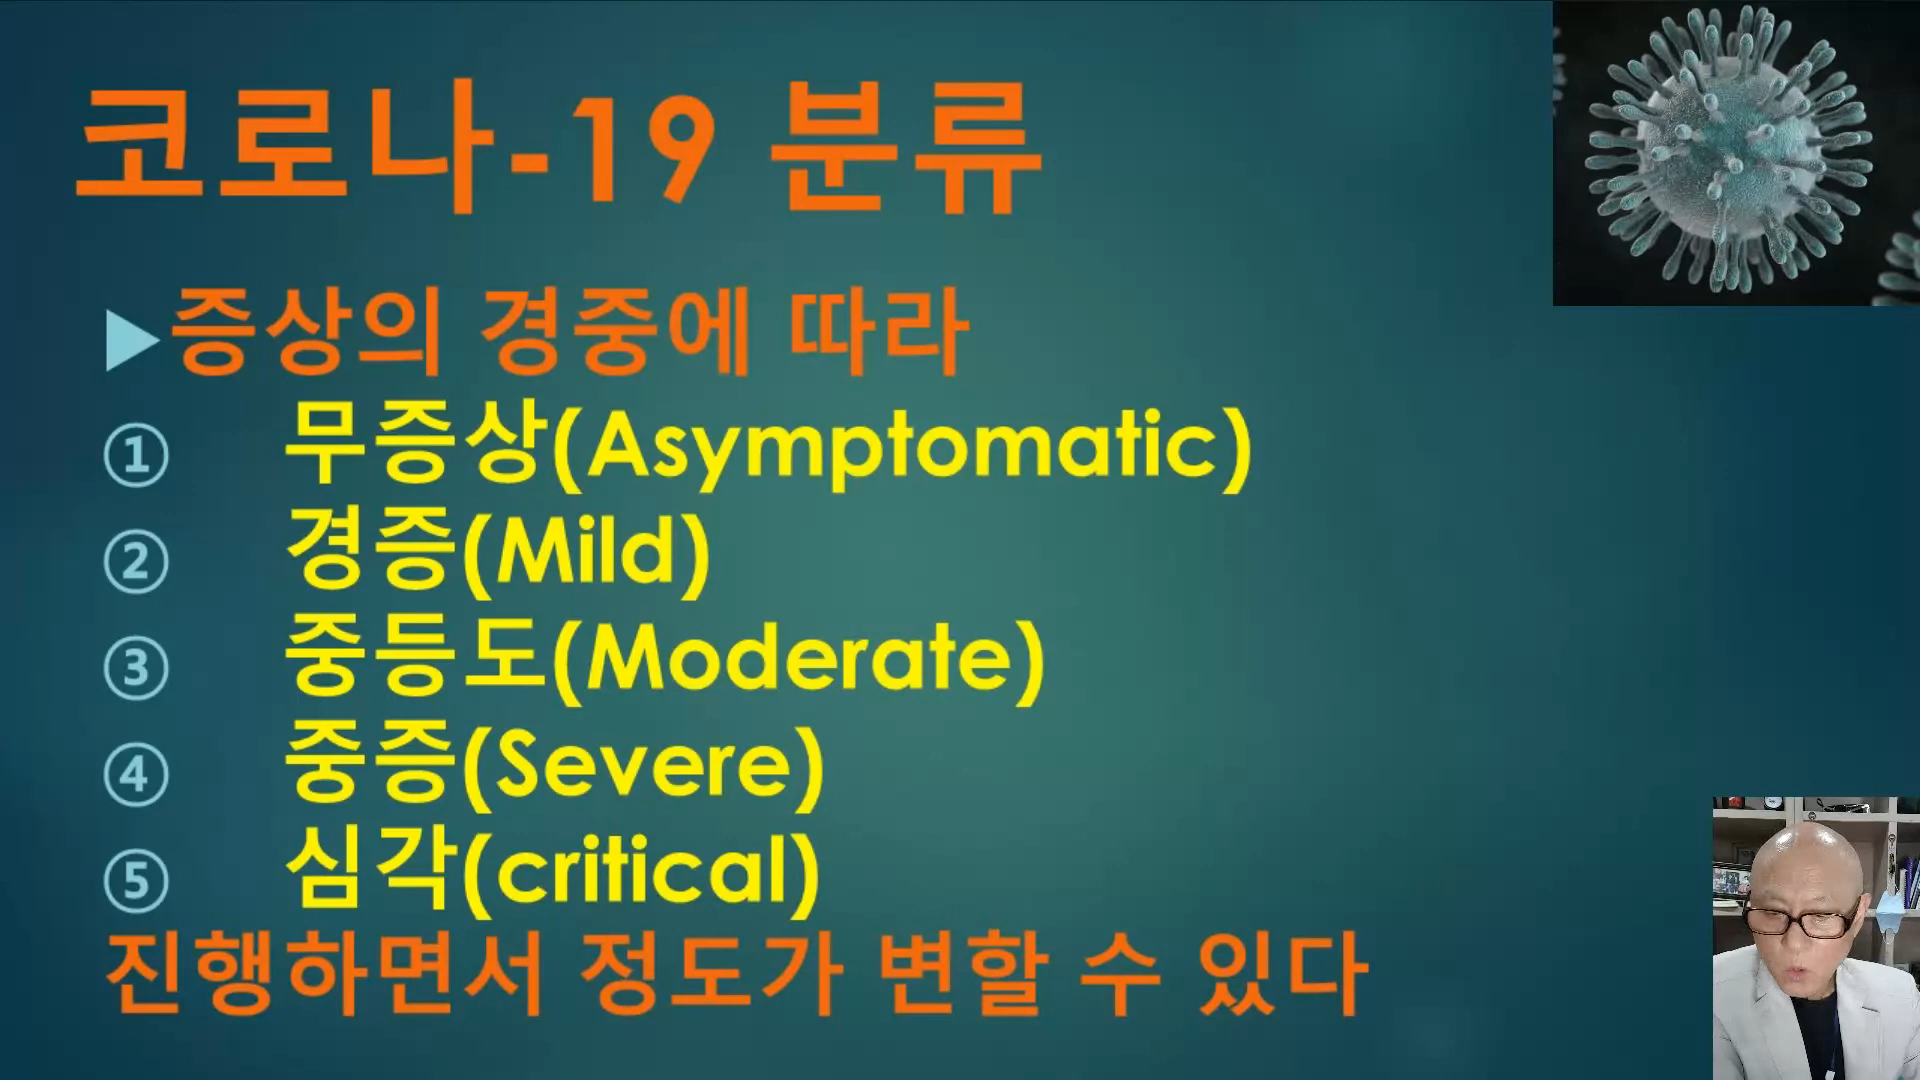 코로나-19 분류
▶증상의 경중에 따라
① 무증상(Asymptomatic)
② 경증(Mild)
③ 중등도(Moderate)
④ 중증(Severe)
⑤ 심각(critical)
진행하면서 정도가 변할 수 있다